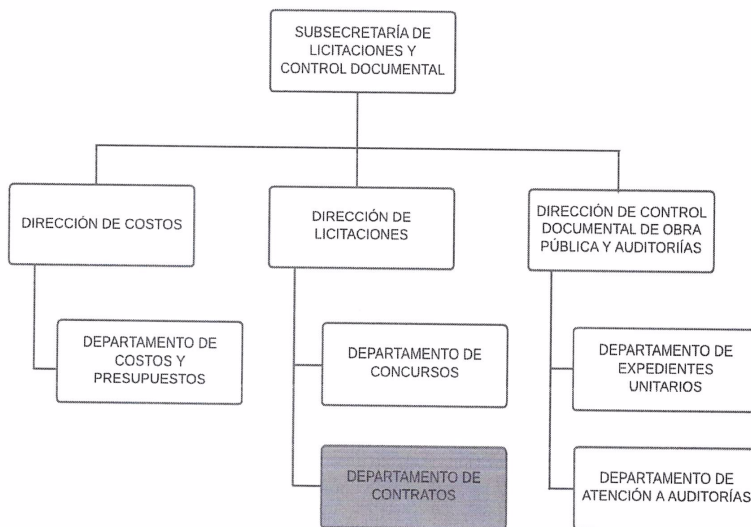 SUBSECRETARÍA DE
LICITACIONES Y
CONTROL DOCUMENTAL
DIRECCIÓN DE COSTOS
DIRECCIÓN DE
LICITACIONES
DIRECCIÓN DE CONTROL
DOCUMENTAL DE OBRA
PÚBLICA Y AUDITORIÍAS
DEPARTAMENTO DE
COSTOS Y
PRESUPUESTOS
DEPARTAMENTO DE
CONCURSOS
DEPARTAMENTO DE
EXPEDIENTES
UNITARIOS
DEPARTAMENTO DE
CONTRATOS
DEPARTAMENTO DE
ATENCIÓN A AUDITORÍAS